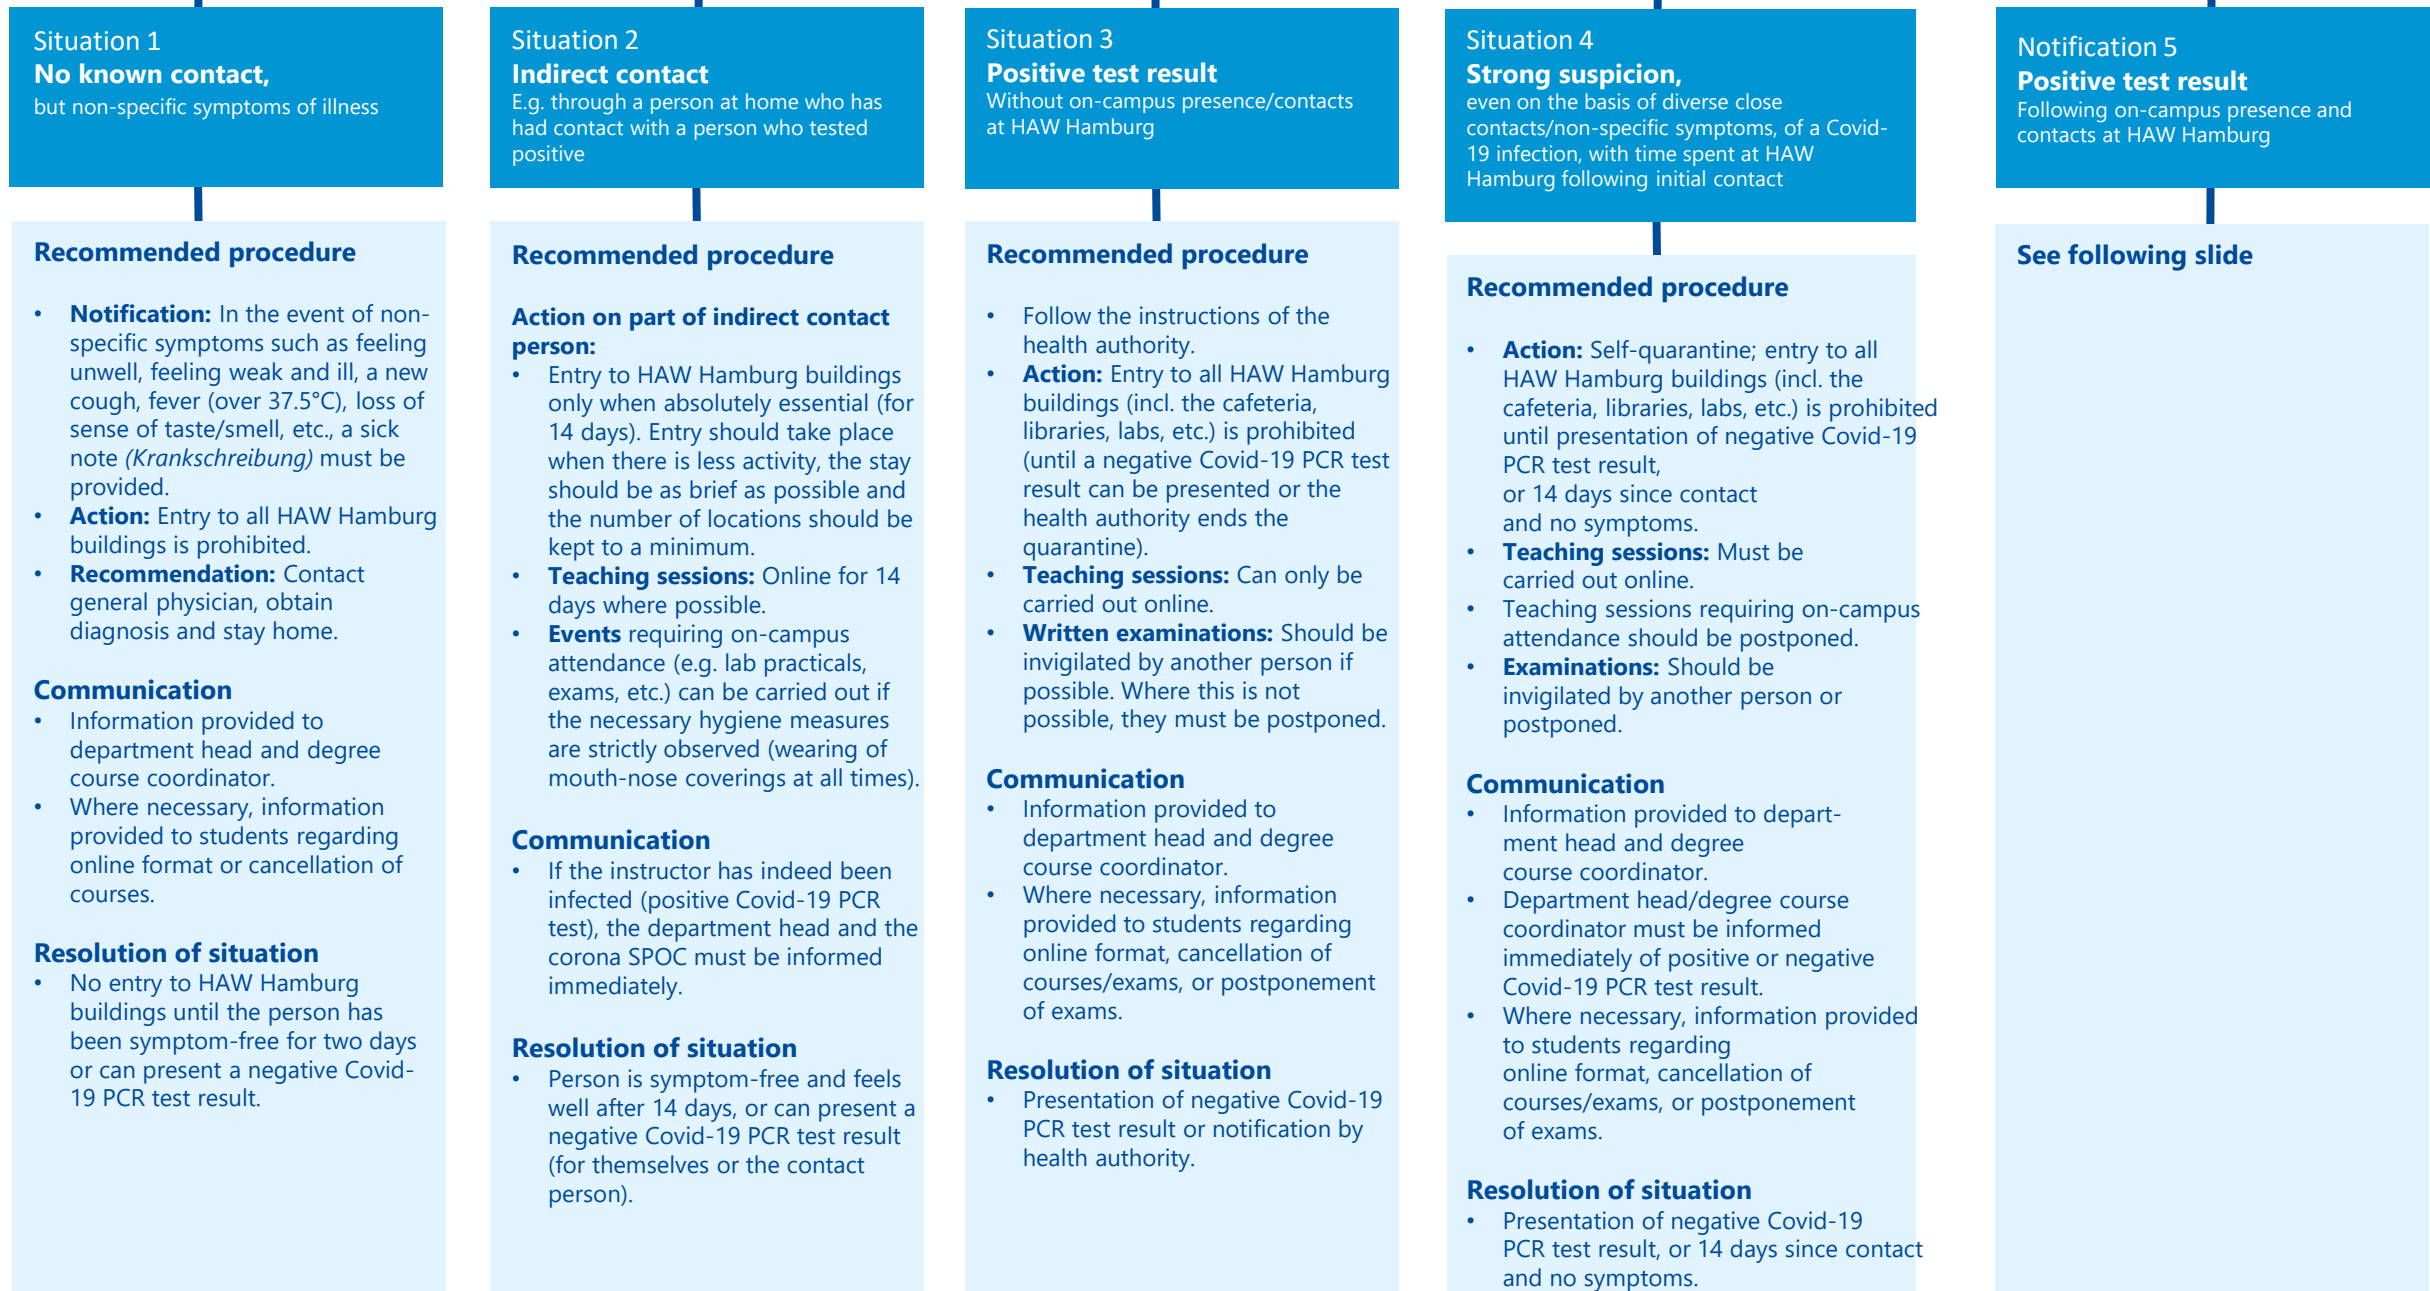 Situation 1
No known contact,
but non-specific symptoms of illness
Recommended procedure
• Notification: In the event of non-
specific symptoms such as feeling
unwell, feeling weak and ill, a new
cough, fever (over 37.5°C), loss of
sense of taste/smell, etc., a sick
note (Krankschreibung) must be
provided.
• Action: Entry to all HAW Hamburg
buildings is prohibited.
• Recommendation: Contact
general physician, obtain
diagnosis and stay home.
Communication
• Information provided to
department head and degree
course coordinator.
• Where necessary, information
provided to students regarding
online format or cancellation of
courses.
Resolution of situation
• No entry to HAW Hamburg
buildings until the person has
been symptom-free for two days
or can present a negative Covid-
19 PCR test result.
Situation 2
Indirect contact
E.g. through a person at home who has
had contact with a person who tested
positive
Recommended procedure
Action on part of indirect contact
person:
• Entry to HAW Hamburg buildings
only when absolutely essential (for
14 days). Entry should take place
when there is less activity, the stay
should be as brief as possible and
the number of locations should be
kept to a minimum.
• Teaching sessions: Online for 14
days where possible.
• Events requiring on-campus
attendance (e.g. lab practicals,
exams, etc.) can be carried out if
the necessary hygiene measures
are strictly observed (wearing of
mouth-nose coverings at all times).
Communication
• If the instructor has indeed been
infected (positive Covid-19 PCR
test), the department head and the
corona SPOC must be informed
immediately.
Resolution of situation
• Person is symptom-free and feels
well after 14 days, or can present a
negative Covid-19 PCR test result
(for themselves or the contact
person).
Situation 3
Positive test result
Without on-campus presence/contacts
at HAW Hamburg
Recommended procedure
• Follow the instructions of the
health authority.
• Action: Entry to all HAW Hamburg
buildings (incl. the cafeteria,
libraries, labs, etc.) is prohibited
(until a negative Covid-19 PCR test
result can be presented or the
health authority ends the
quarantine).
• Teaching sessions: Can only be
carried out online.
• Written examinations: Should be
invigilated by another person if
possible. Where this is not
possible, they must be postponed.
Communication
• Information provided to
department head and degree
course coordinator.
• Where necessary, information
provided to students regarding
online format, cancellation of
courses/exams, or postponement
of exams.
Resolution of situation
• Presentation of negative Covid-19
PCR test result or notification by
health authority.
Situation 4
Strong suspicion,
even on the basis of diverse close
contacts/non-specific symptoms, of a Covid-
19 infection, with time spent at HAW
Hamburg following initial contact
Recommended procedure
• Action: Self-quarantine; entry to all
HAW Hamburg buildings (incl. the
cafeteria, libraries, labs, etc.) is prohibited
until presentation of negative Covid-19
PCR test result,
or 14 days since contact
and no symptoms.
• Teaching sessions: Must be
carried out online.
• Teaching sessions requiring on-campus
attendance should be postponed.
• Examinations: Should be
invigilated by another person or
postponed.
Communication
• Information provided to depart-
ment head and degree
course coordinator.
• Department head/degree course
coordinator must be informed
immediately of positive or negative
Covid-19 PCR test result.
• Where necessary, information provided
to students regarding
online format, cancellation of
courses/exams, or postponement
of exams.
Resolution of situation
• Presentation of negative Covid-19
PCR test result, or 14 days since contact
and no symptoms.
Notification 5
Positive test result
Following on-campus presence and
contacts at HAW Hamburg
See following slide